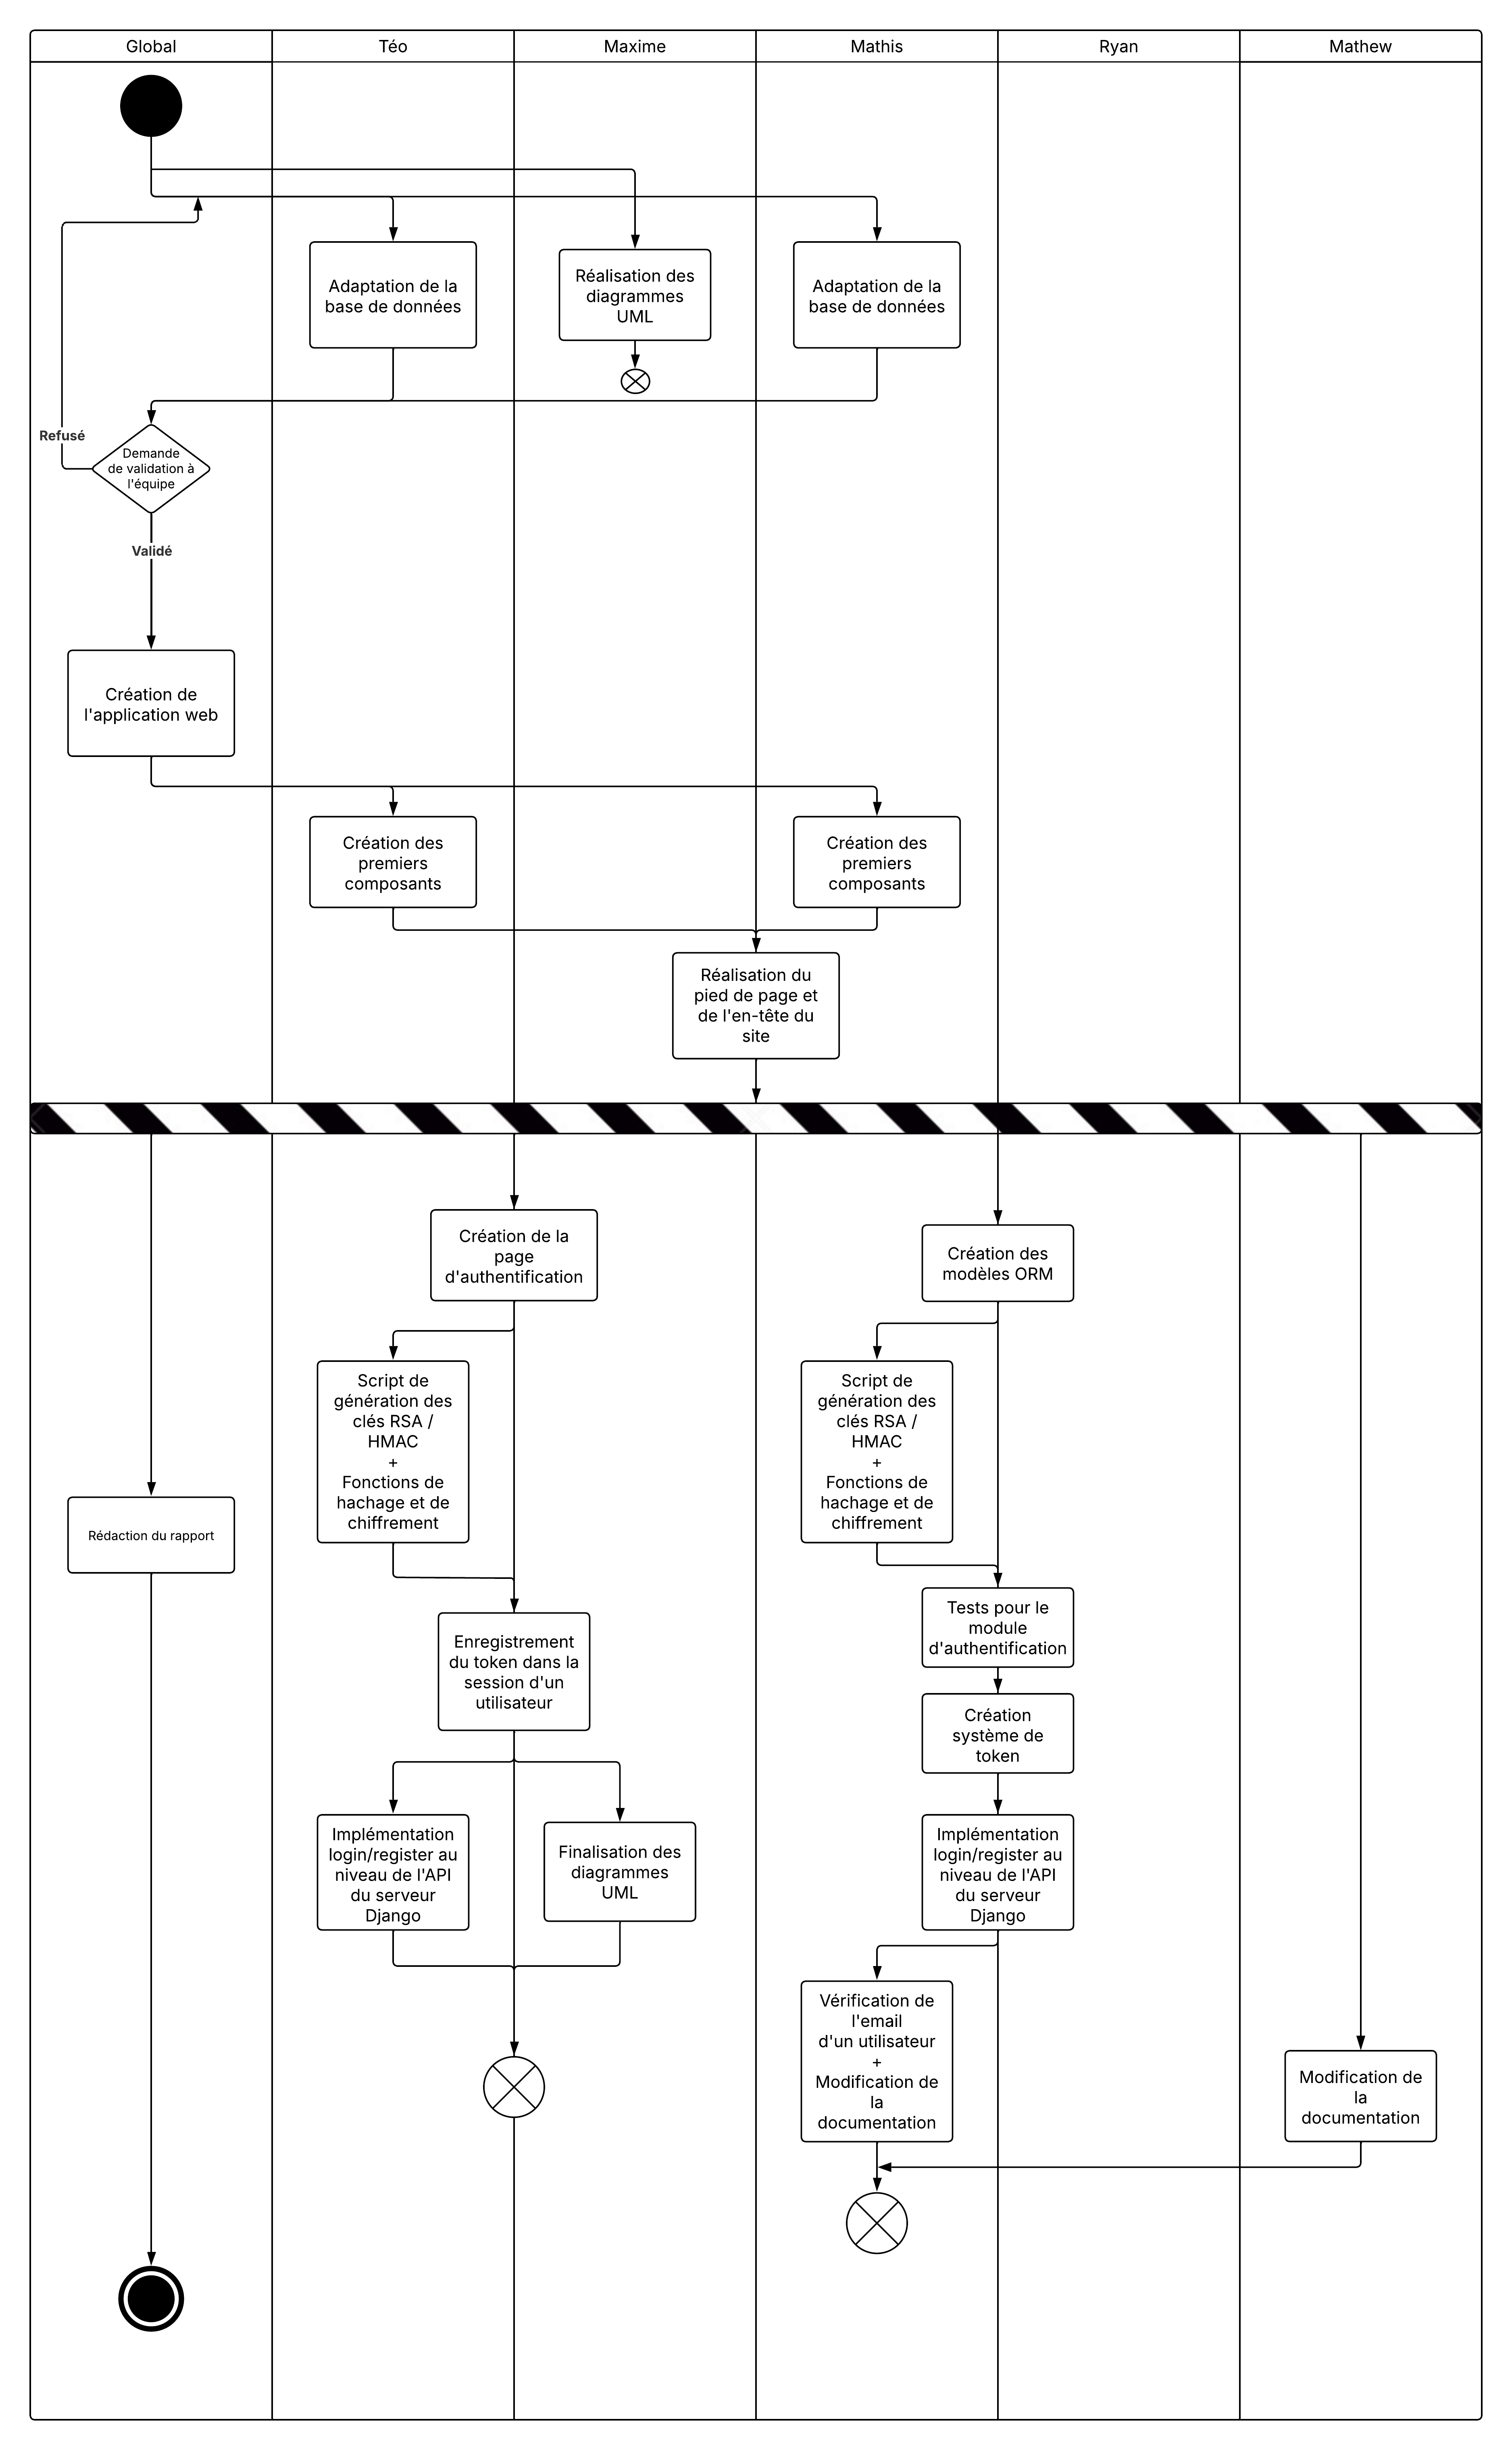 Global
Téo
Maxime
Mathis
Ryan
Mathew
Adaptation de la
base de données
Réalisation des
diagrammes
UML
Adaptation de la
base de données
Refusé
Demande
de validation à
l'équipe
Validé
Création de
l'application web
Création des
premiers
composants
Création des
premiers
composants
Réalisation du
pied de page et
de l'en-tête du
site
Création de la
page
d'authentification
Création des
modèles ORM
Script de
génération des
clés RSA /
HMAC
+
Fonctions de
hachage et de
chiffrement
Script de
génération des
clés RSA /
HMAC
+
Fonctions de
hachage et de
chiffrement
Rédaction du rapport
Enregistrement
du token dans la
session d'un
utilisateur
Tests pour le
module
d'authentification
Création
système de
token
Implémentation
login/register au
niveau de l'API
du serveur
Django
Finalisation des
diagrammes
UML
Implémentation
login/register au
niveau de l'API
du serveur
Django
Vérification de
l'email
d'un utilisateur
+
Modification de
la
documentation
Modification de
la
documentation